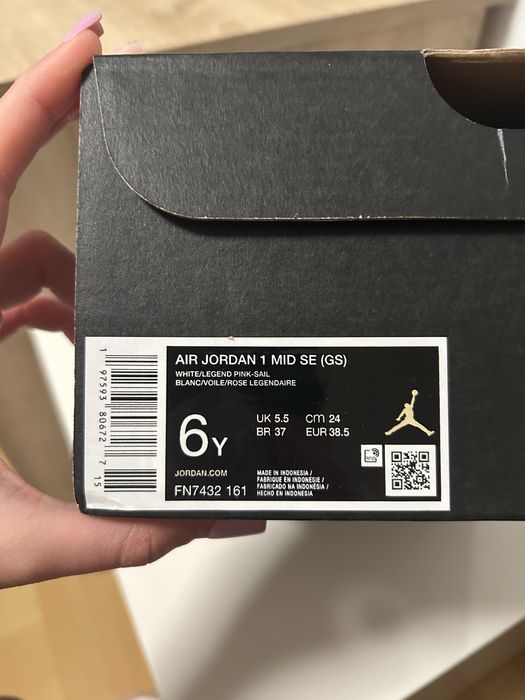 AIR JORDAN 1 MID SE (GS)
WHITE/LEGEND PINK-SAIL
BLANC/VOILE/ROSE LEGENDAIRE
6Y
UK 5.5 cm 24
BR 37 EUR 38.5
JORDAN.COM
FN7432 161
MADE IN INDONESIA /
FABRIQUE EN INDONESIE /
FABRICADO NA INDONÉSIA /
HECHO EN INDONESIA
1 97593 80672 7 15